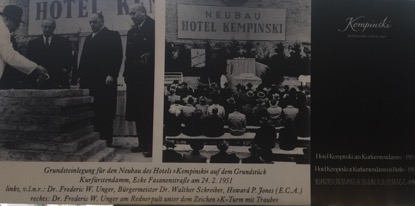 HOTEL KEMPINSKI
NEUBAU
HOTEL KEMPINSKI
Kempinski
Grundsteinlegung für den Neubau des Hotels »Kempinski« auf dem Grundstück
Kurfürstendamm, Ecke Fasanenstraße am 24. 2. 1951
links, v.l.n.r.: Dr. Frederic W. Unger, Bürgermeister Dr. Walther Schreiber, Howard P. Jones (E.C.A.)
rechts: Dr. Frederic W. Unger am Rednerpult unter dem Zeichen »K-Turm mit Traube«
Hotel Kempinski am Kurfürstendamm